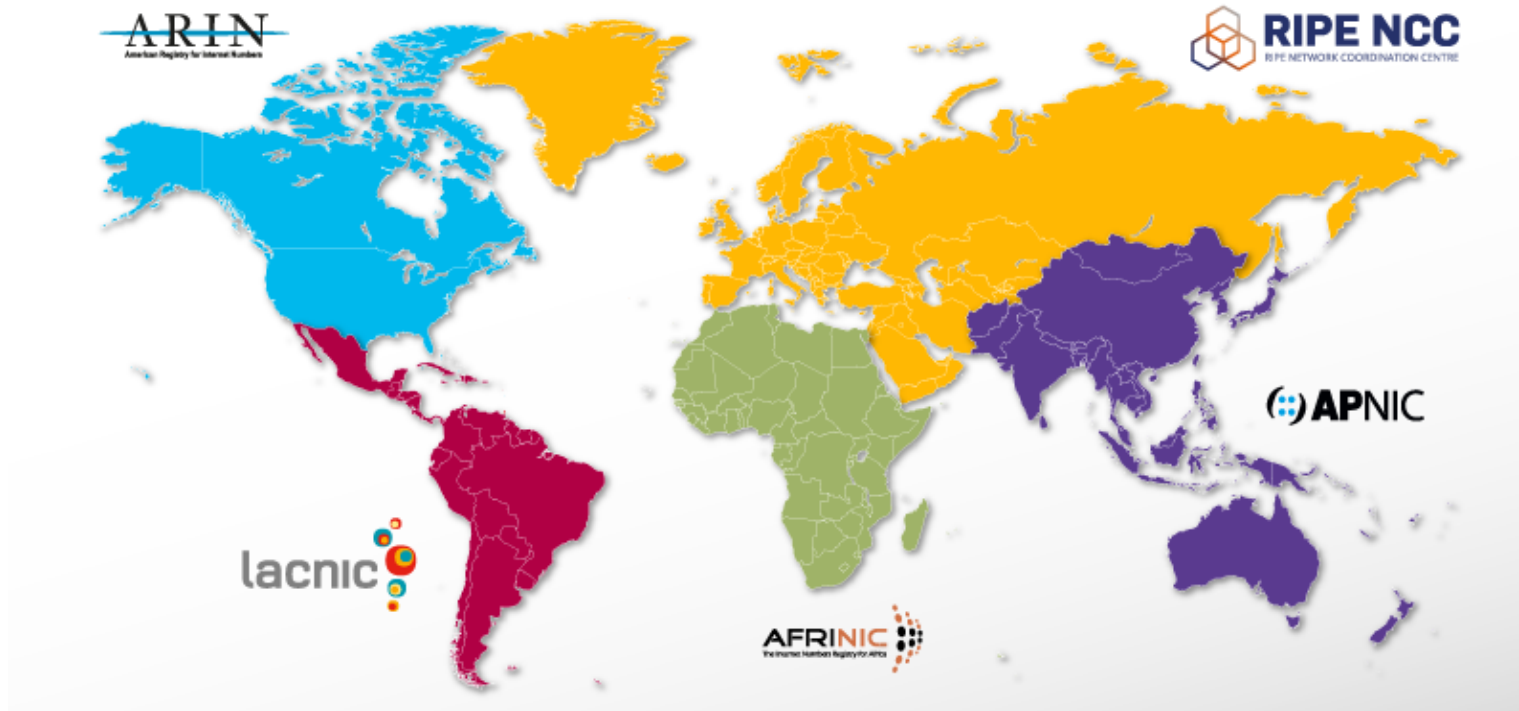 ARIN
American Registry for Internet Numbers
RIPE NCC
RIPE NETWORK COORDINATION CENTRE
APNIC
lacnic
AFRINIC
The Internet Numbers Registry for Africa